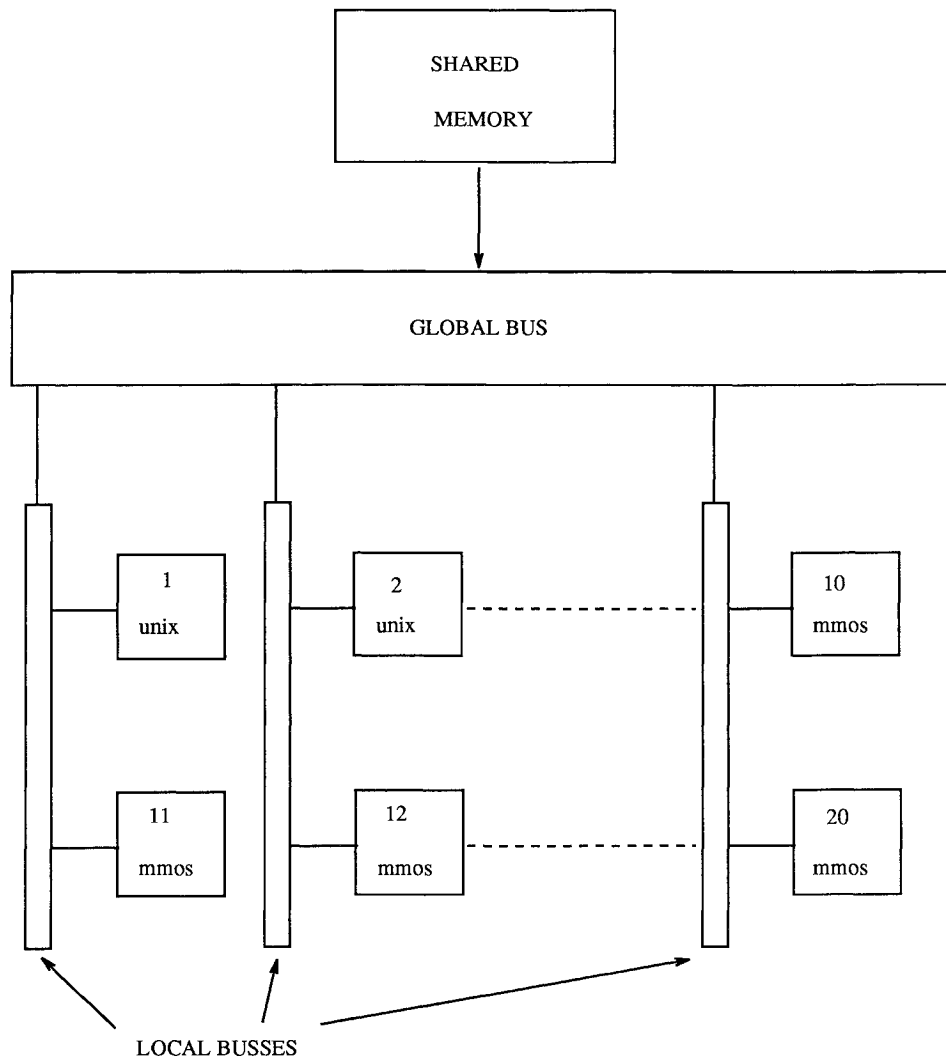 SHARED
MEMORY
GLOBAL BUS
1
unix
2
unix
10
mmos
11
mmos
12
mmos
20
mmos
LOCAL BUSSES